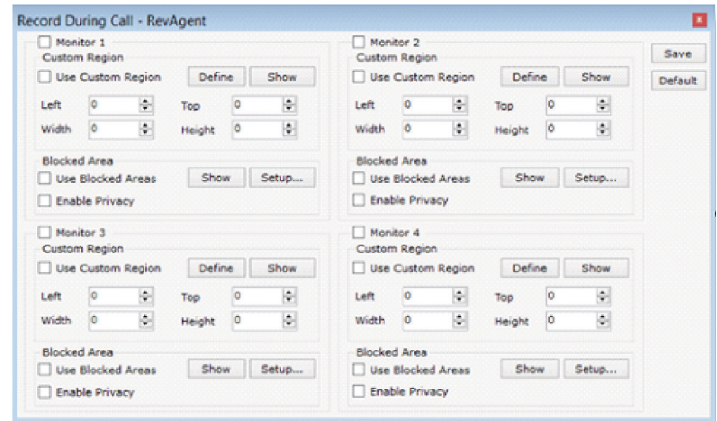 Record During Call - RevAgent
Monitor 1
Custom Region
Use Custom Region Define Show
Left 0 Top 0
Width 0 Height 0
Blocked Area
Use Blocked Areas Show Setup...
Enable Privacy
Monitor 2
Custom Region
Use Custom Region Define Show
Left 0 Top 0
Width 0 Height 0
Blocked Area
Use Blocked Areas Show Setup...
Enable Privacy
Save
Default
Monitor 3
Custom Region
Use Custom Region Define Show
Left 0 Top 0
Width 0 Height 0
Blocked Area
Use Blocked Areas Show Setup...
Enable Privacy
Monitor 4
Custom Region
Use Custom Region Define Show
Left 0 Top 0
Width 0 Height 0
Blocked Area
Use Blocked Areas Show Setup...
Enable Privacy